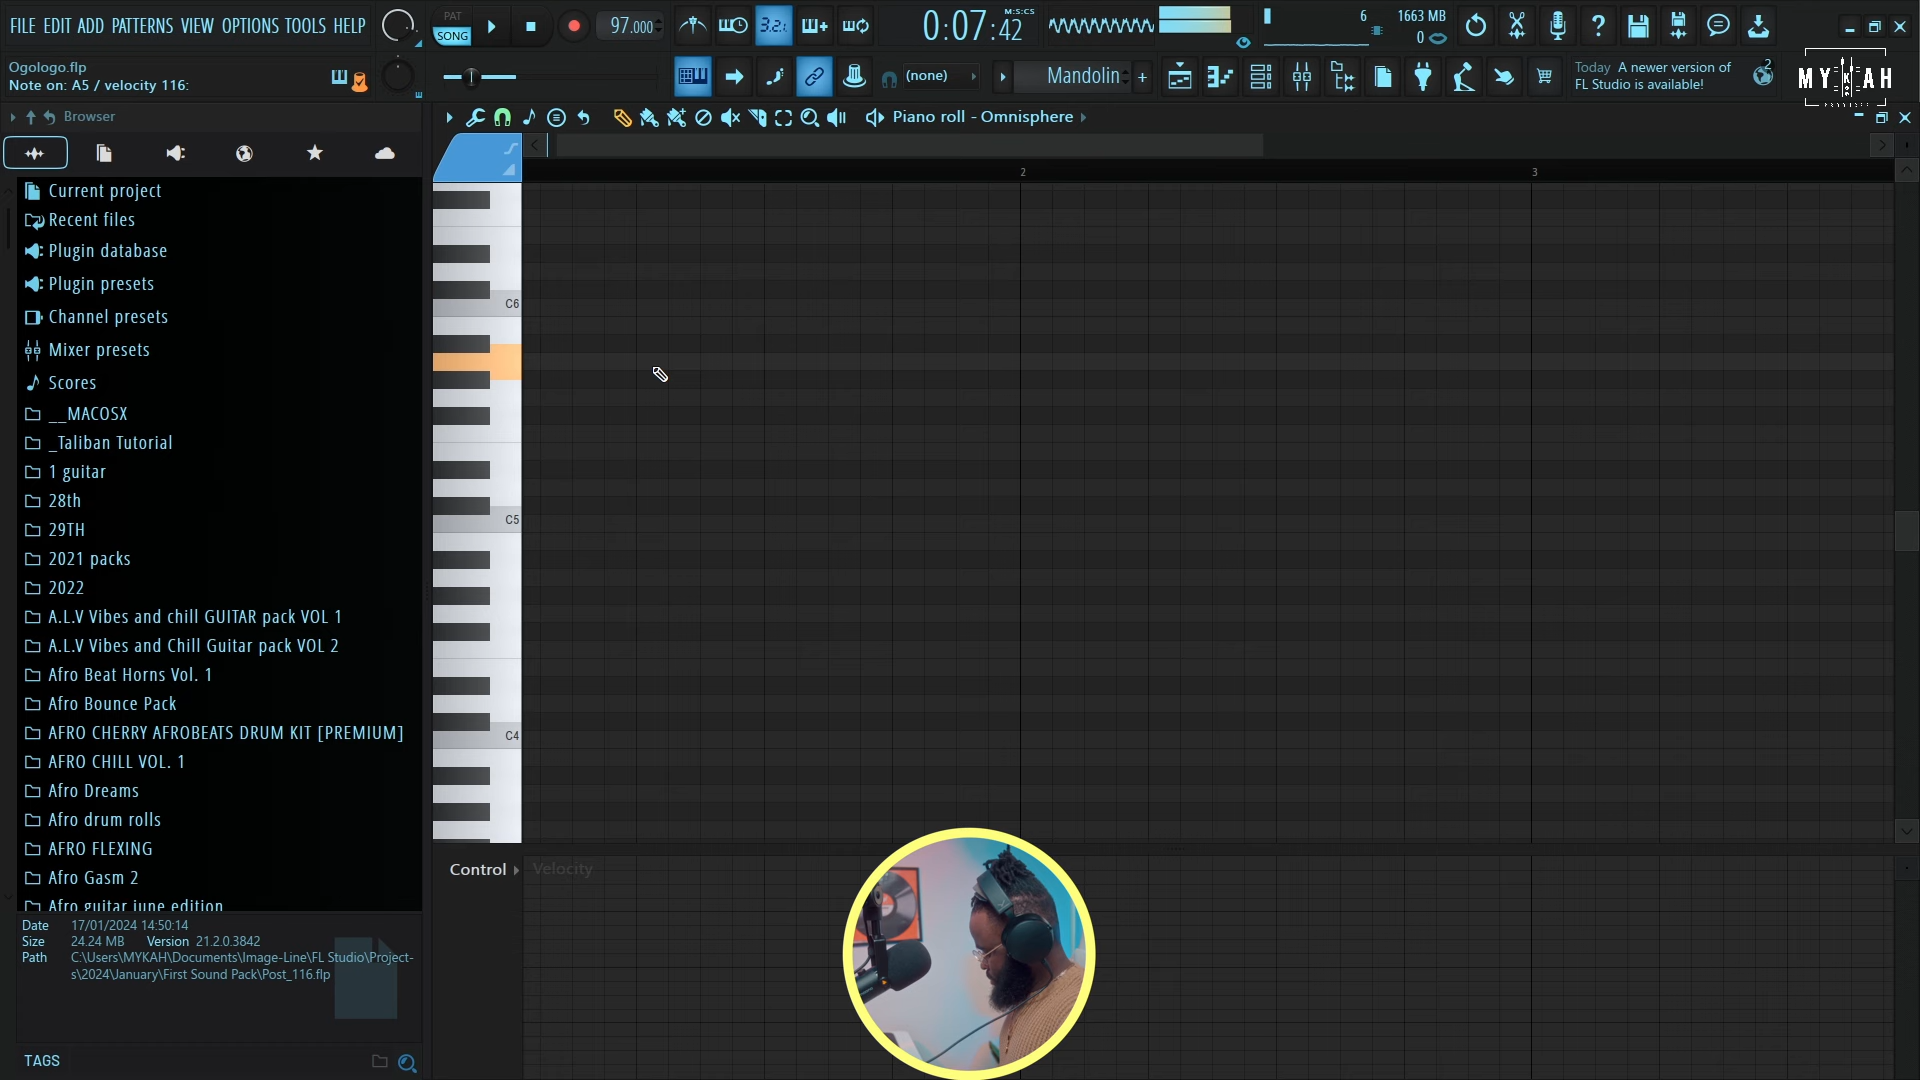 FILE EDIT ADD PATTERNS VIEW OPTIONS TOOLS HELP
PAT
SONG
97.000
3.2.
M:S:CS
0:07:42
6
1663 MB
0
Ogologo.flp
Note on: A5 / velocity 116:
(none)
Mandolin
Today A newer version of
FL Studio is available!
2
MYKAH
Browser
Piano roll - Omnisphere
Current project
Recent files
Plugin database
Plugin presets
Channel presets
Mixer presets
Scores
__MACOSX
_Taliban Tutorial
1 guitar
28th
29TH
2021 packs
2022
A.L.V Vibes and chill GUITAR pack VOL 1
A.L.V Vibes and Chill Guitar pack VOL 2
Afro Beat Horns Vol. 1
Afro Bounce Pack
AFRO CHERRY AFROBEATS DRUM KIT [PREMIUM]
AFRO CHILL VOL. 1
Afro Dreams
Afro drum rolls
AFRO FLEXING
Afro Gasm 2
Afro guitar june edition
2
3
C6
C5
C4
Control
Velocity
Date 17/01/2024 14:50:14
Size 24.24 MB Version 21.2.0.3842
Path C:\Users\MYKAH\Documents\Image-Line\FL Studio\Project-
s\2024\January\First Sound Pack\Post_116.flp
TAGS